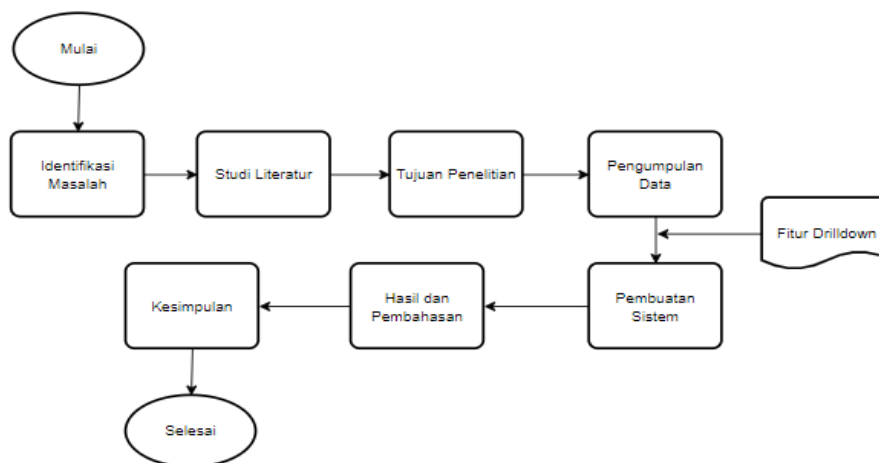 Mulai
Identifikasi
Masalah
Studi Literatur
Tujuan Penelitian
Pengumpulan
Data
Fitur Drilldown
Pembuatan
Sistem
Hasil dan
Pembahasan
Kesimpulan
Selesai